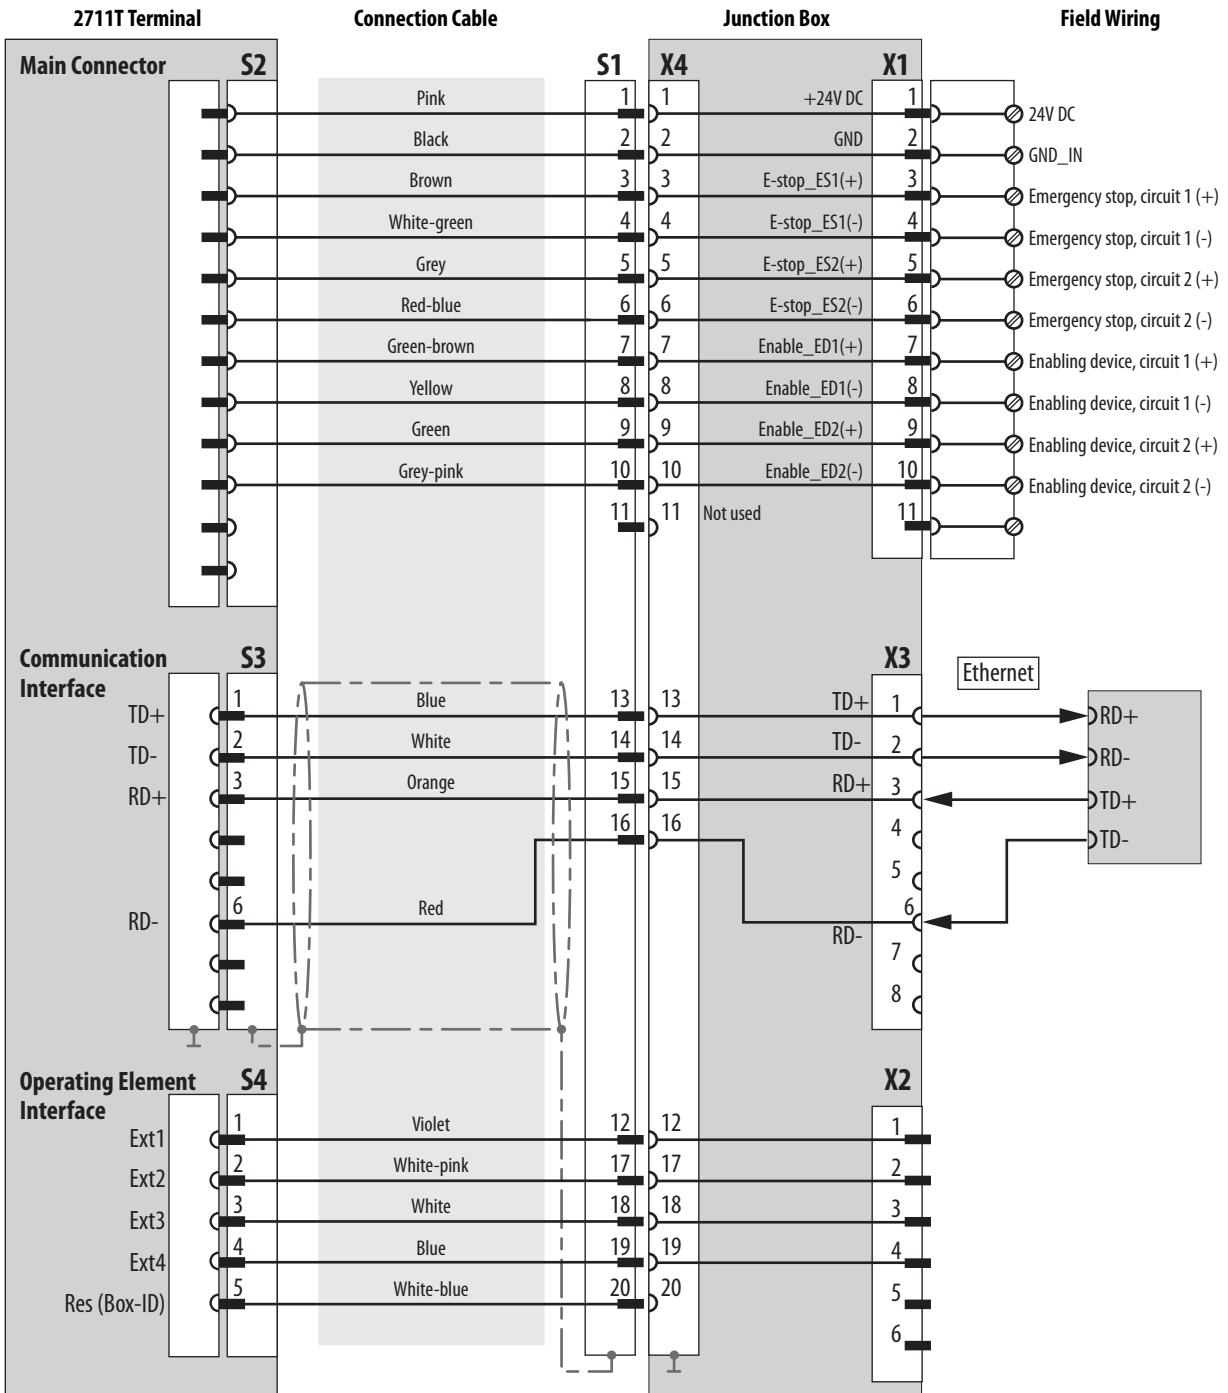 2711T Terminal Connection Cable Junction Box Field Wiring
Main Connector S2 S1 X4 X1
Pink 1 1 +24V DC 1 24V DC
Black 2 2 GND 2 GND_IN
Brown 3 3 E-stop_ES1(+) 3 Emergency stop, circuit 1 (+)
White-green 4 4 E-stop_ES1(-) 4 Emergency stop, circuit 1 (-)
Grey 5 5 E-stop_ES2(+) 5 Emergency stop, circuit 2 (+)
Red-blue 6 6 E-stop_ES2(-) 6 Emergency stop, circuit 2 (-)
Green-brown 7 7 Enable_ED1(+) 7 Enabling device, circuit 1 (+)
Yellow 8 8 Enable_ED1(-) 8 Enabling device, circuit 1 (-)
Green 9 9 Enable_ED2(+) 9 Enabling device, circuit 2 (+)
Grey-pink 10 10 Enable_ED2(-) 10 Enabling device, circuit 2 (-)
11 11 Not used 11
Communication S3 X3
Interface Ethernet
TD+ 1 Blue 13 13 TD+ 1 RD+
TD- 2 White 14 14 TD- 2 RD-
RD+ 3 Orange 15 15 RD+ 3 TD+
16 16 4 TD-
5
RD- 6 Red 6
RD-
7
8
Operating Element S4 X2
Interface
Ext1 1 Violet 12 12 1
Ext2 2 White-pink 17 17 2
Ext3 3 White 18 18 3
Ext4 4 Blue 19 19 4
Res (Box-ID) 5 White-blue 20 20 5
6